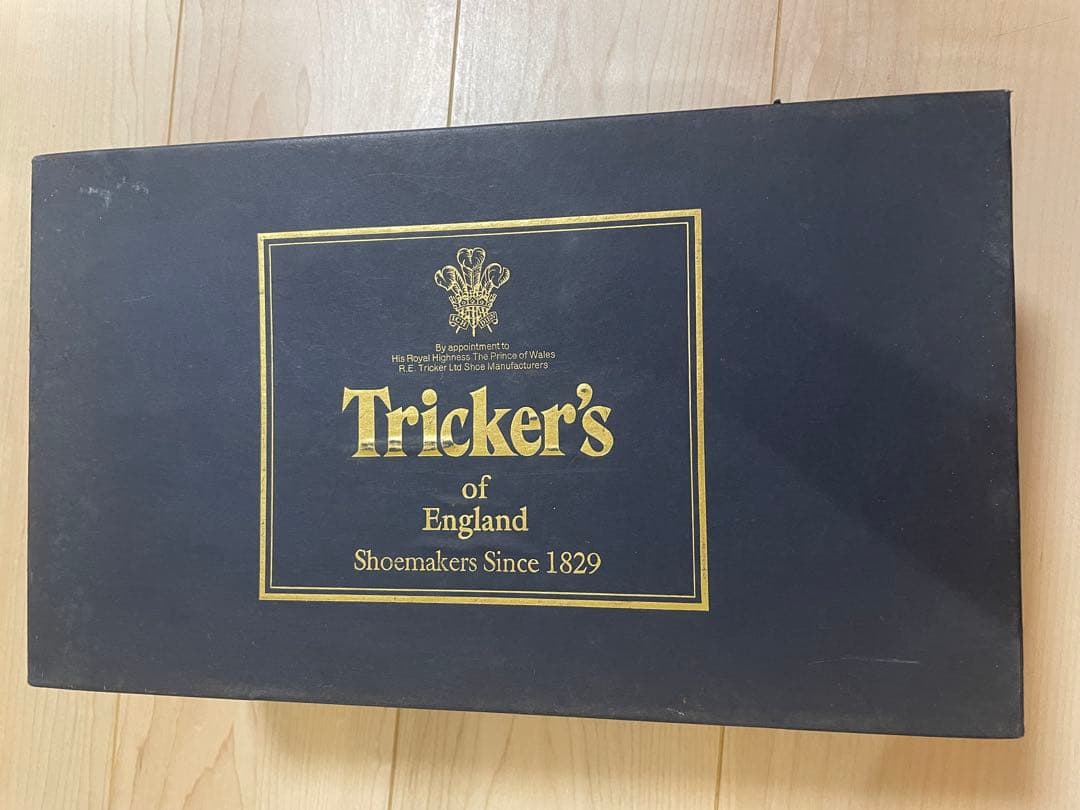 By appointment to
His Royal Highness The Prince of Wales
R.E. Tricker Ltd Shoe Manufacturers
Tricker's
of
England
Shoemakers Since 1829